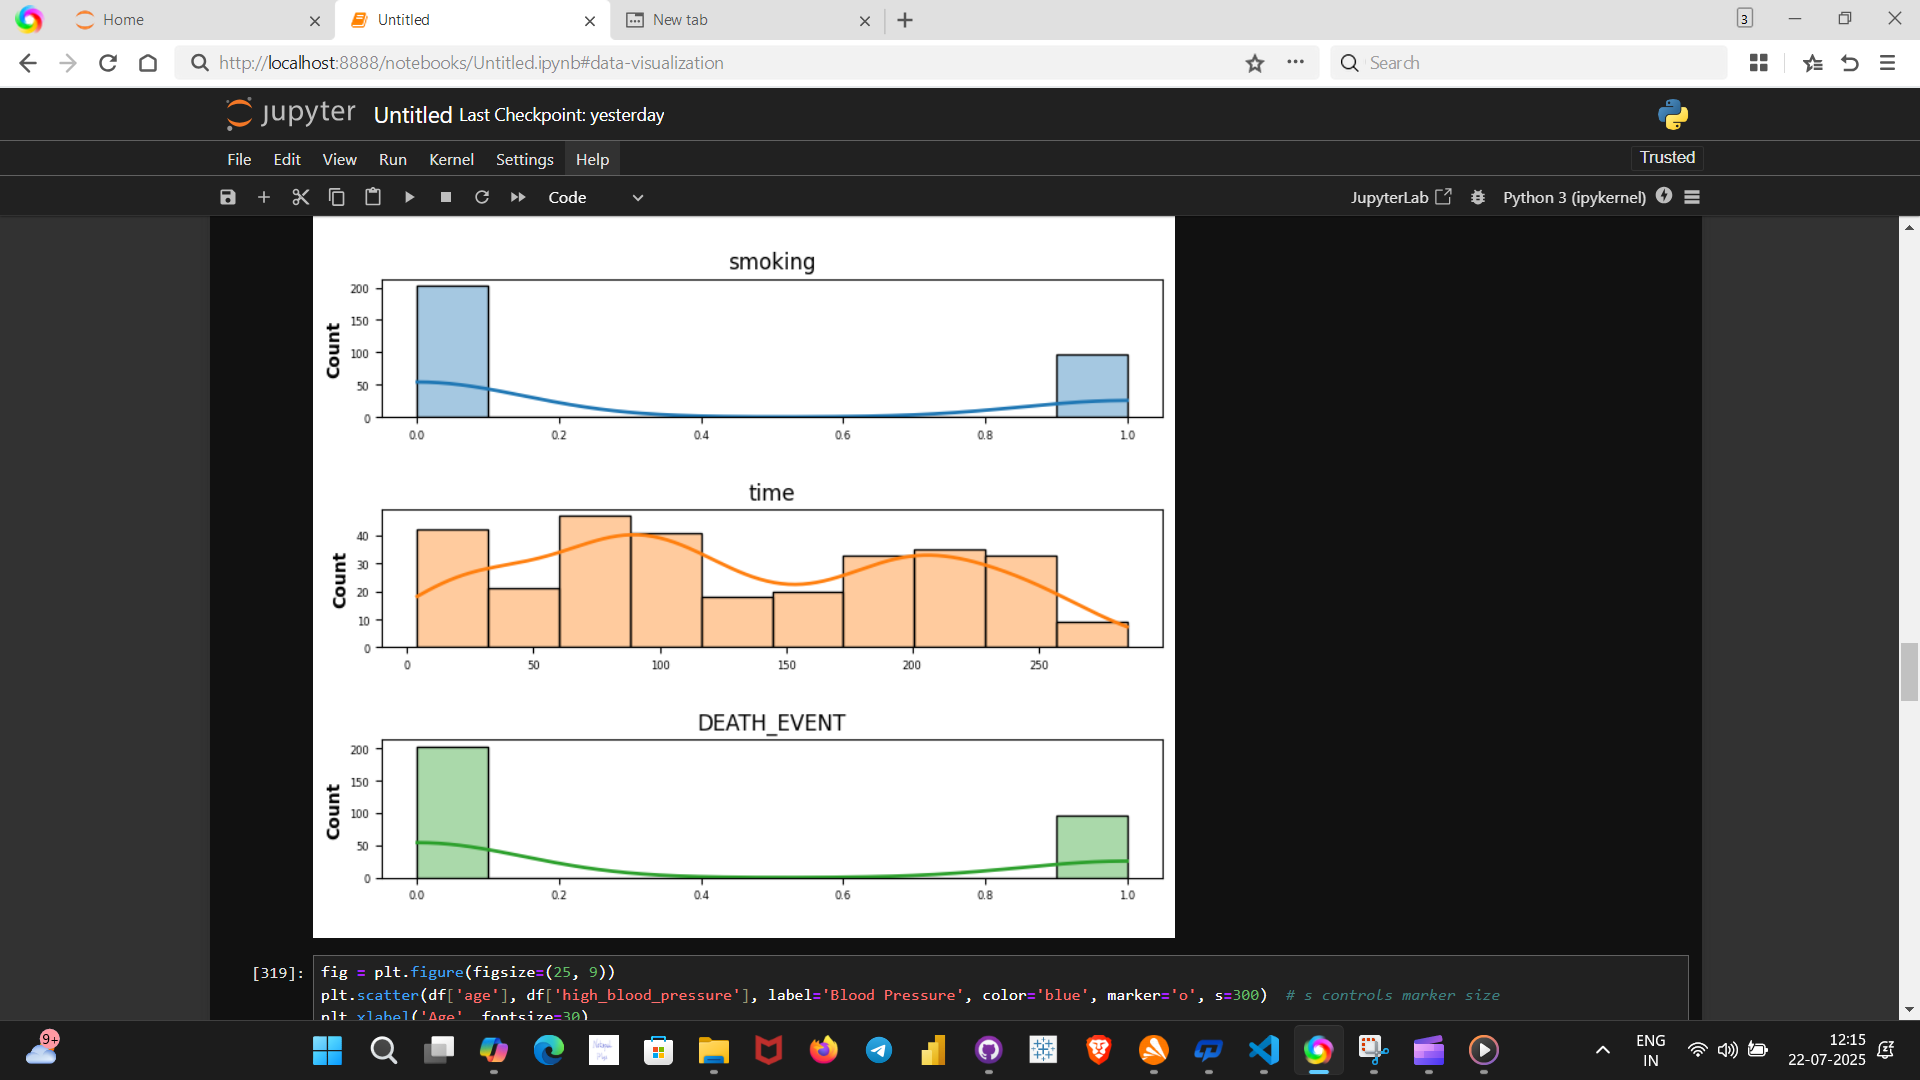 Home
Untitled
New tab
3
http://localhost:8888/notebooks/Untitled.ipynb#data-visualization
Search
jupyter Untitled Last Checkpoint: yesterday
File Edit View Run Kernel Settings Help
Trusted
Code
JupyterLab
Python 3 (ipykernel)
smoking
Count
200
150
100
50
0
0.0 0.2 0.4 0.6 0.8 1.0
time
Count
40
30
20
10
0
0 50 100 150 200 250
DEATH_EVENT
Count
200
150
100
50
0
0.0 0.2 0.4 0.6 0.8 1.0
[319]:
fig = plt.figure(figsize=(25, 9))
plt.scatter(df['age'], df['high_blood_pressure'], label='Blood Pressure', color='blue', marker='o', s=300)  # s controls marker size
plt.xlabel('Age', fontsize=30)
9+
ENG
IN
12:15
22-07-2025